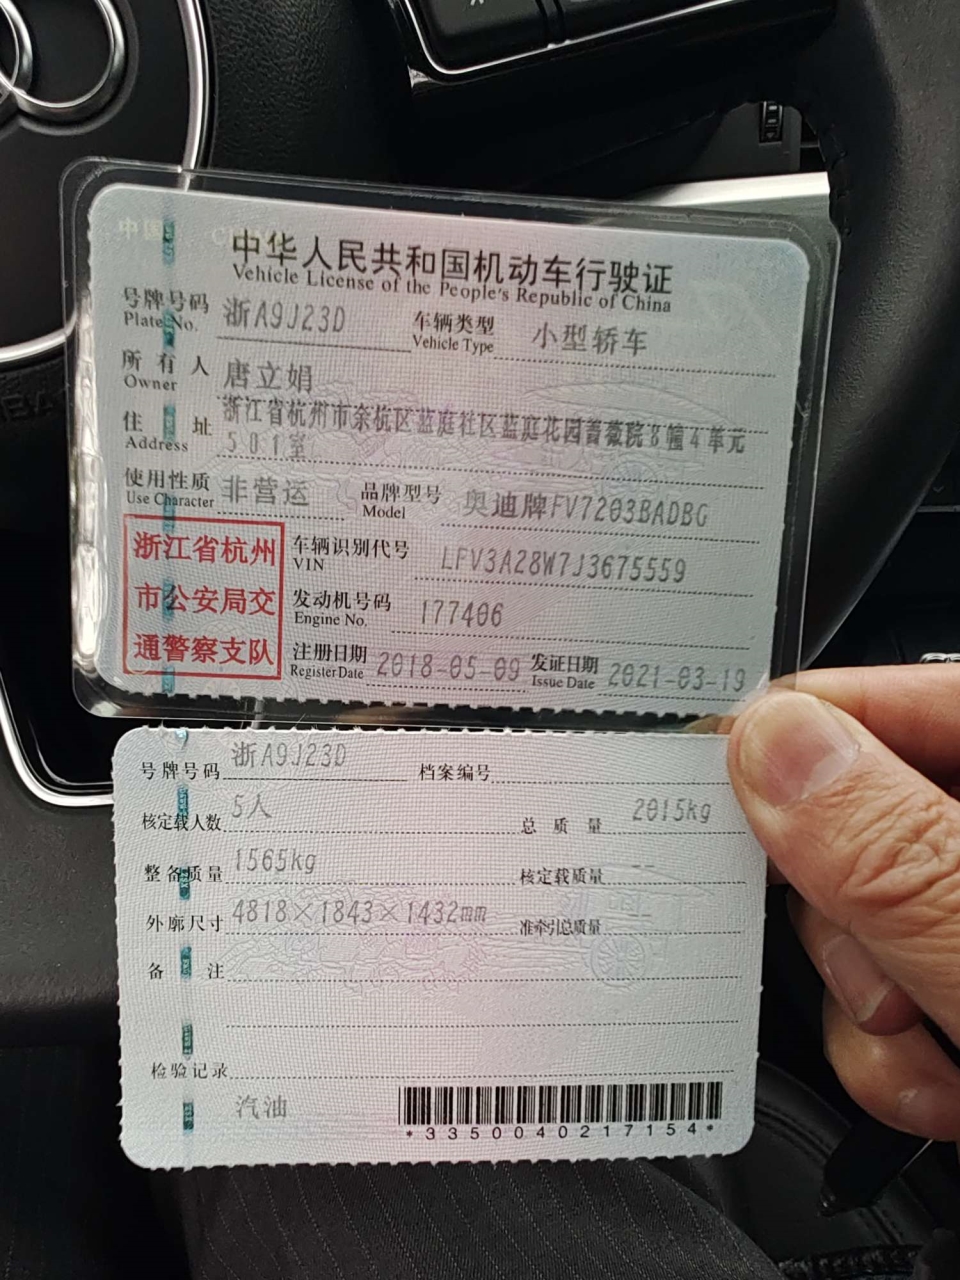 中华人民共和国机动车行驶证
Vehicle License of the People's Republic of China
号牌号码 浙A9J23D 车辆类型 小型轿车
Plate No. Vehicle Type
所有人 唐立娟
Owner
住址 浙江省杭州市余杭区蓝庭社区蓝庭花园蔷薇院8幢4单元
Address 501室
使用性质 非营运 品牌型号 奥迪牌FV7203BADBG
Use Character Model
浙江省杭州
市公安局交
通警察支队
车辆识别代号 LFV3A28W7J3675559
VIN
发动机号码 177406
Engine No.
注册日期 2018-05-09 发证日期 2021-03-19
Register Date Issue Date
号牌号码 浙A9J23D 档案编号
核定载人数 5人 总质量 2015kg
整备质量 1565kg 核定载质量 --
外廓尺寸 4818×1843×1432mm 准牵引总质量 --
备注
检验记录
汽油
*3350040217154*